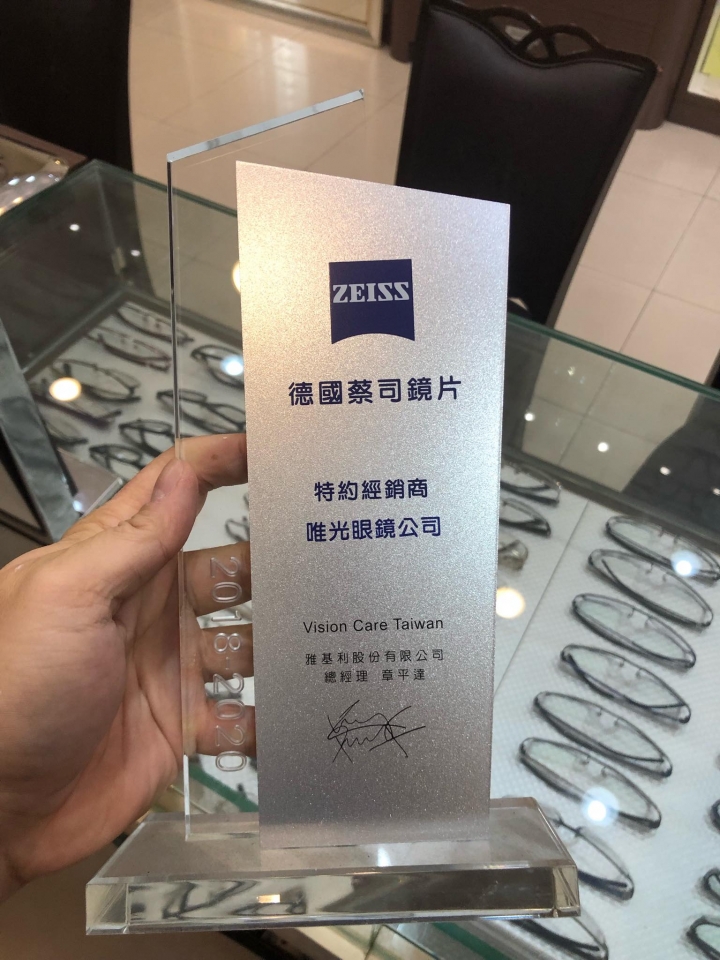 ZEISS
德國蔡司鏡片
特約經銷商
唯光眼鏡公司
Vision Care Taiwan
雅基利股份有限公司
總經理 章平達
2018-2020